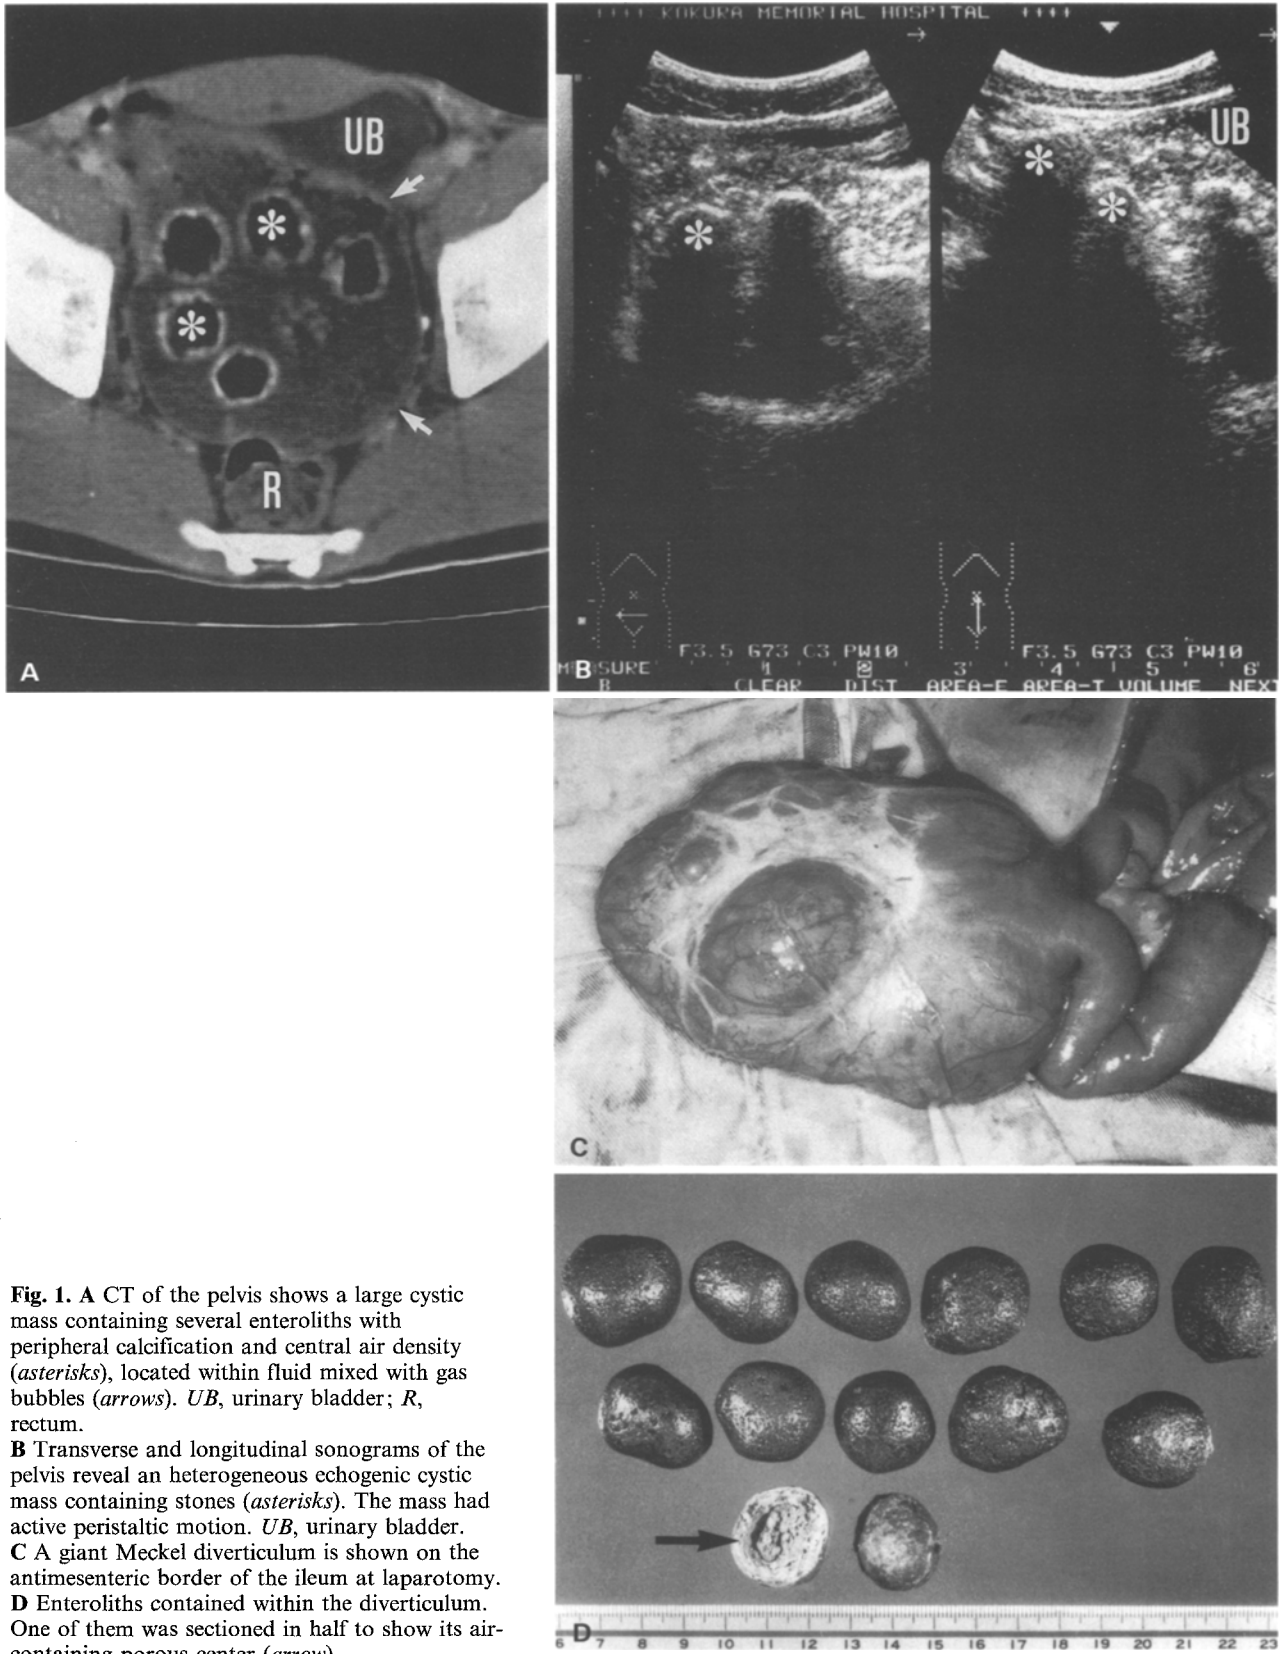 UB
R
A
++++ KOKURA MEMORIAL HOSPITAL ++++
UB
F3.5 G73 C3 PW10
F3.5 G73 C3 PW10
1 2 3 4 5 6
B CLEAR DIST AREA-E AREA-T VOLUME NEXT
B
C
D
6 7 8 9 10 11 12 13 14 15 16 17 18 19 20 21 22 23
Fig. 1. A CT of the pelvis shows a large cystic
mass containing several enteroliths with
peripheral calcification and central air density
(asterisks), located within fluid mixed with gas
bubbles (arrows). UB, urinary bladder; R,
rectum.
B Transverse and longitudinal sonograms of the
pelvis reveal an heterogeneous echogenic cystic
mass containing stones (asterisks). The mass had
active peristaltic motion. UB, urinary bladder.
C A giant Meckel diverticulum is shown on the
antimesenteric border of the ileum at laparotomy.
D Enteroliths contained within the diverticulum.
One of them was sectioned in half to show its air-
containing porous center (arrow)